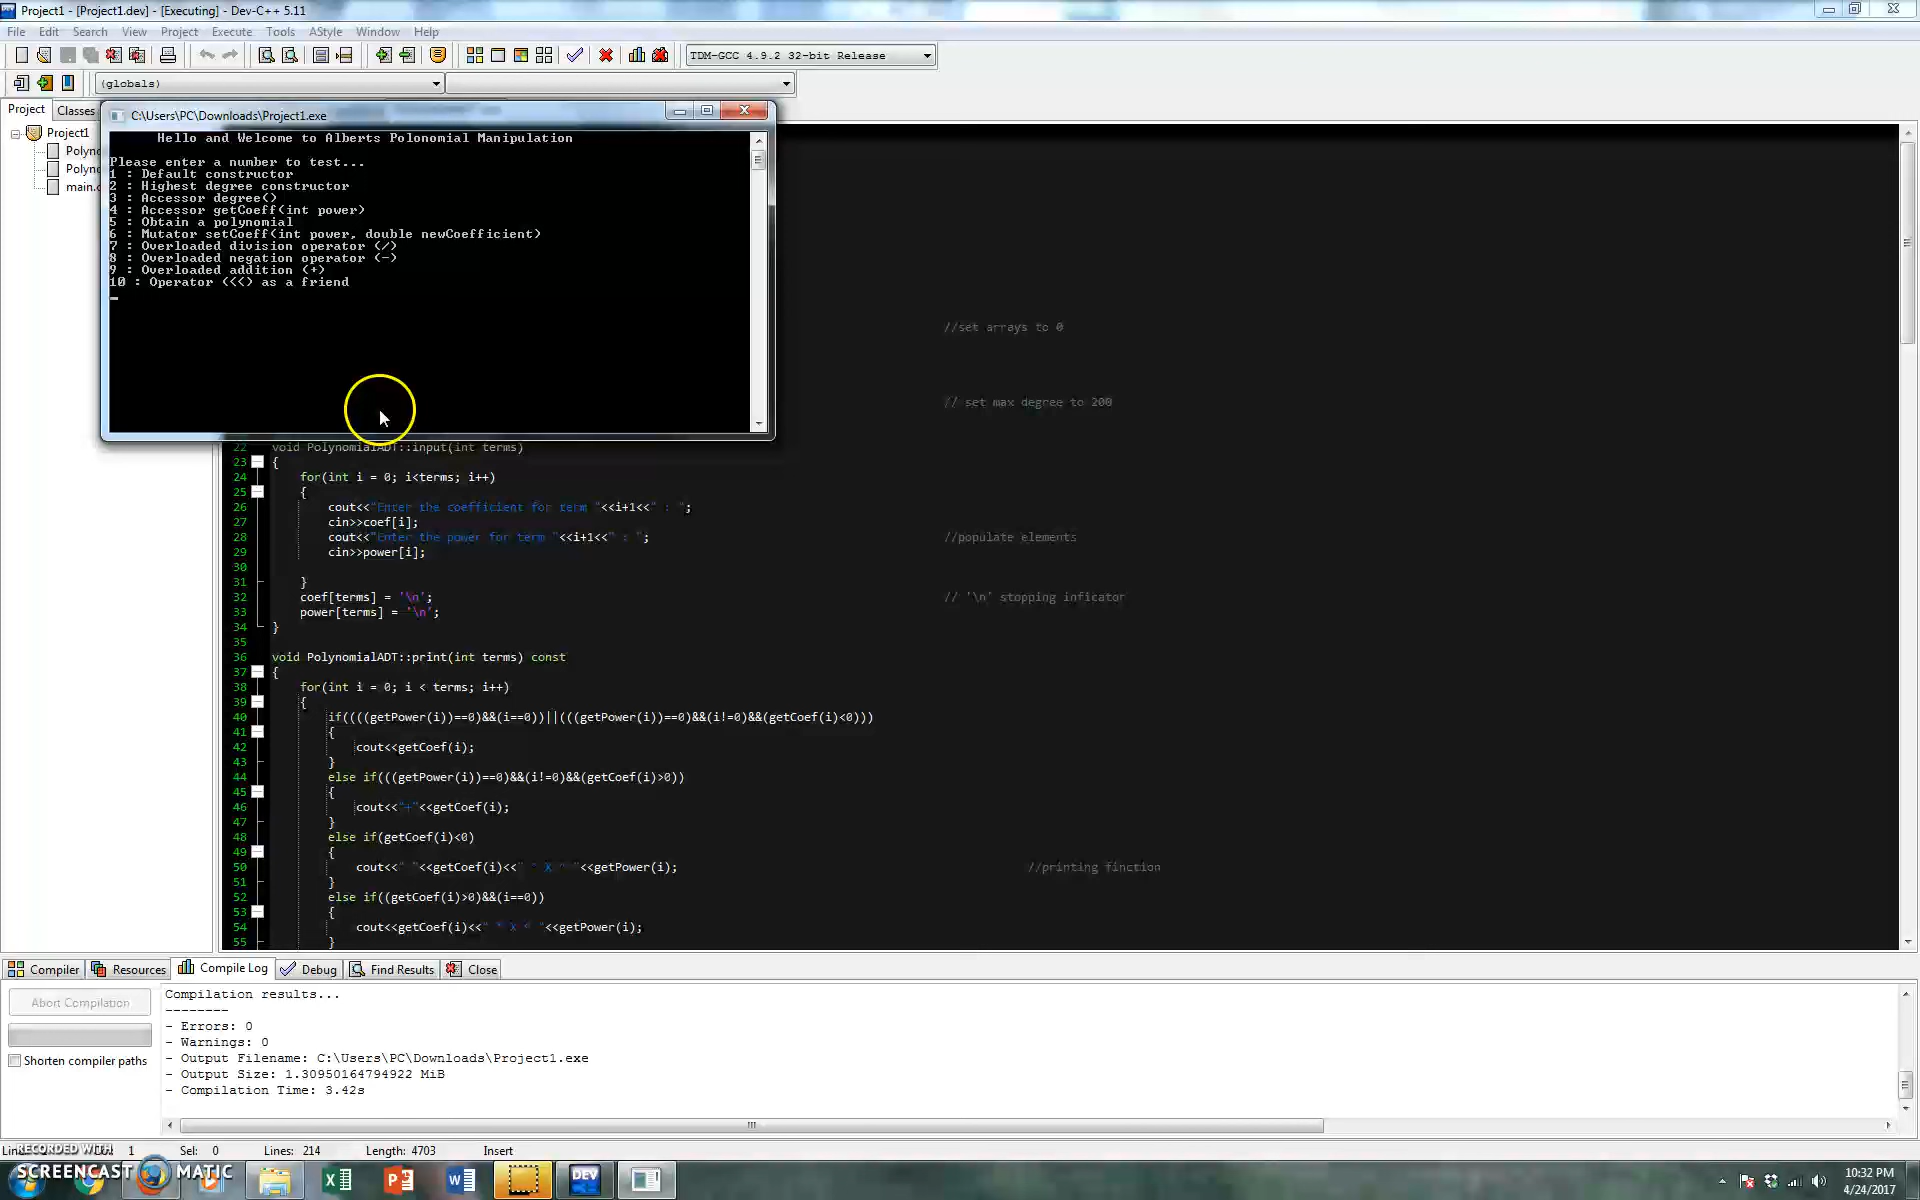 Project1 - [Project1.dev] - [Executing] - Dev-C++ 5.11
File Edit Search View Project Execute Tools AStyle Window Help
TDM-GCC 4.9.2 32-bit Release
(globals)
Project Classes
C:\Users\PC\Downloads\Project1.exe
Project1
Polyn
Polyn
main.c
Hello and Welcome to Alberts Polonomial Manipulation
Please enter a number to test...
1 : Default constructor
2 : Highest degree constructor
3 : Accessor degree()
4 : Accessor getCoeff(int power)
5 : Obtain a polynomial
6 : Mutator setCoeff(int power, double newCoefficient)
7 : Overloaded division operator (/)
8 : Overloaded negation operator (-)
9 : Overloaded addition (+)
10 : Operator (<<) as a friend
//set arrays to 0
// set max degree to 200
22 void PolynomialADT::input(int terms)
23 {
24 for(int i = 0; i<terms; i++)
25 {
26 cout<<"Enter the coefficient for term "<<i+1<<" : ";
27 cin>>coef[i];
28 cout<<"Enter the power for term "<<i+1<<" : "; //populate elements
29 cin>>power[i];
30
31 }
32 coef[terms] = '\n'; // '\n' stopping inficator
33 power[terms] = '\n';
34 }
35
36 void PolynomialADT::print(int terms) const
37 {
38 for(int i = 0; i < terms; i++)
39 {
40 if((((getPower(i))==0)&&(i==0))||(((getPower(i))==0)&&(i!=0)&&(getCoef(i)<0)))
41 {
42 cout<<getCoef(i);
43 }
44 else if(((getPower(i))==0)&&(i!=0)&&(getCoef(i)>0))
45 {
46 cout<<"+"<<getCoef(i);
47 }
48 else if(getCoef(i)<0)
49 {
50 cout<<" "<<getCoef(i)<<" * X ^ "<<getPower(i); //printing finction
51 }
52 else if((getCoef(i)>0)&&(i==0))
53 {
54 cout<<getCoef(i)<<" * X ^ "<<getPower(i);
55 }
Compiler Resources Compile Log Debug Find Results Close
Abort Compilation
Shorten compiler paths
Compilation results...
--------
- Errors: 0
- Warnings: 0
- Output Filename: C:\Users\PC\Downloads\Project1.exe
- Output Size: 1.30950164794922 MiB
- Compilation Time: 3.42s
1 Sel: 0 Lines: 214 Length: 4703 Insert
RECORDED WITH
SCREENCAST MATIC
DEV
10:32 PM
4/24/2017